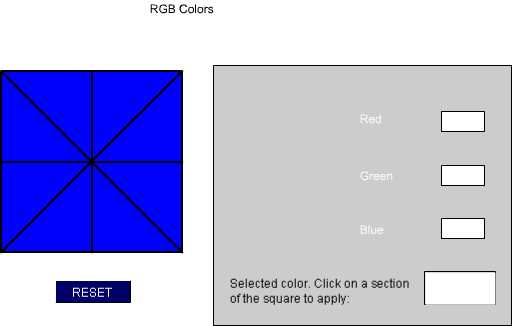 RGB Colors
Red
Green
Blue
Selected color. Click on a section
of the square to apply:
RESET